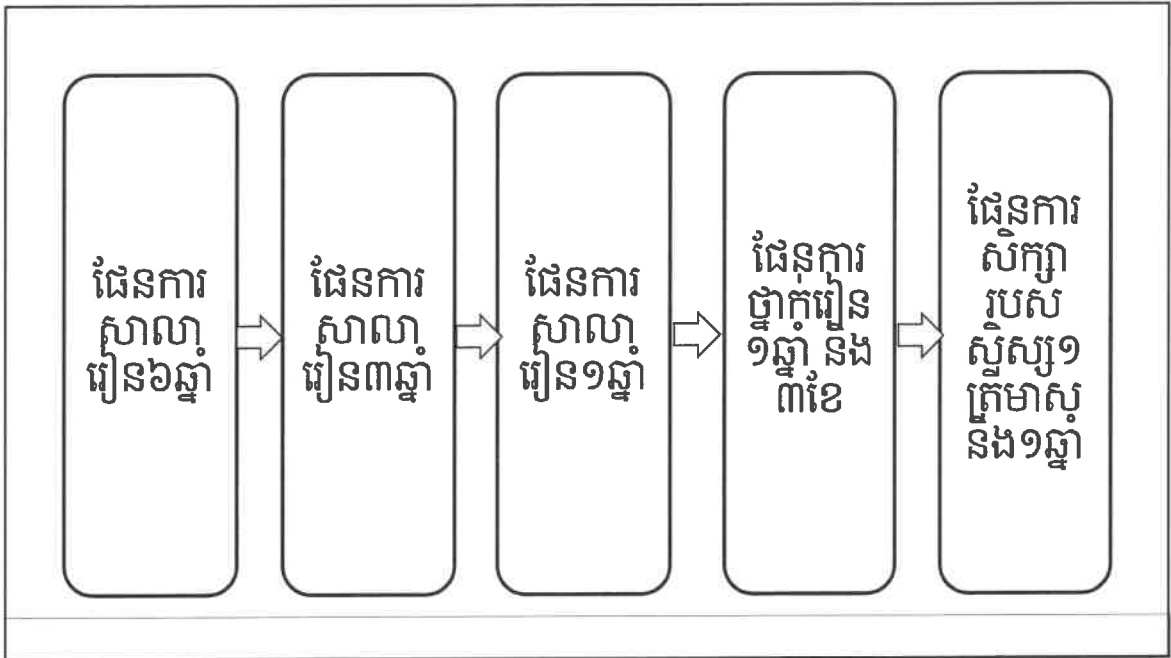 ផែនការ
សាលា
រៀន៦ឆ្នាំ
ផែនការ
សាលា
រៀន៣ឆ្នាំ
ផែនការ
សាលា
រៀន១ឆ្នាំ
ផែនការ
ថ្នាក់រៀន
១ឆ្នាំ និង
៣ខែ
ផែនការ
សិក្សា
របស
សិស្ស១
ត្រីមាស
និង១ឆ្នាំ